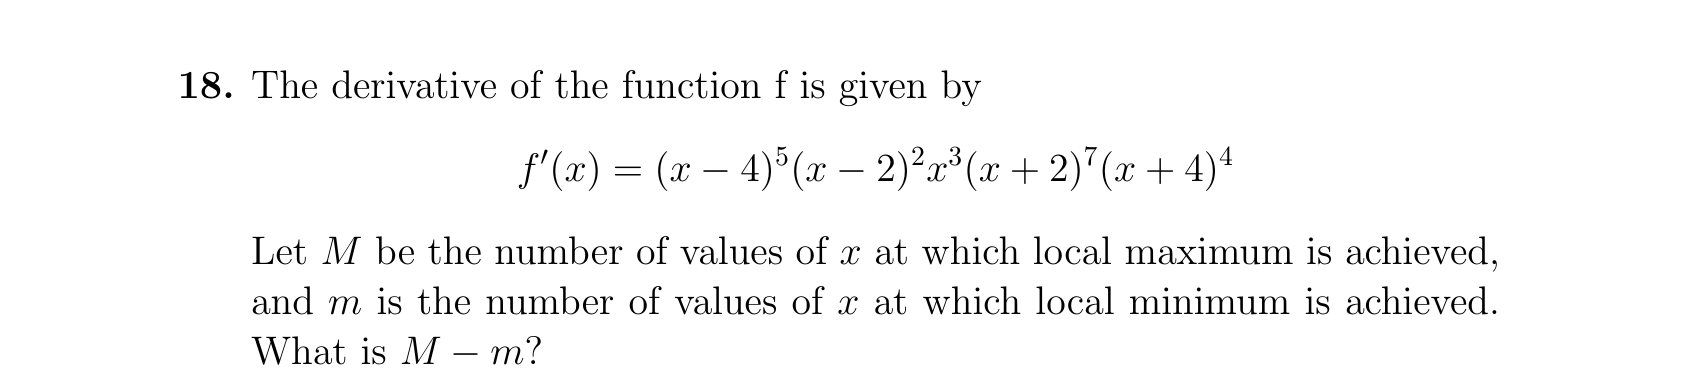 18. The derivative of the function f is given by
f′(x) = (x − 4)⁵(x − 2)²x³(x + 2)⁷(x + 4)⁴
Let M be the number of values of x at which local maximum is achieved,
and m is the number of values of x at which local minimum is achieved.
What is M − m?